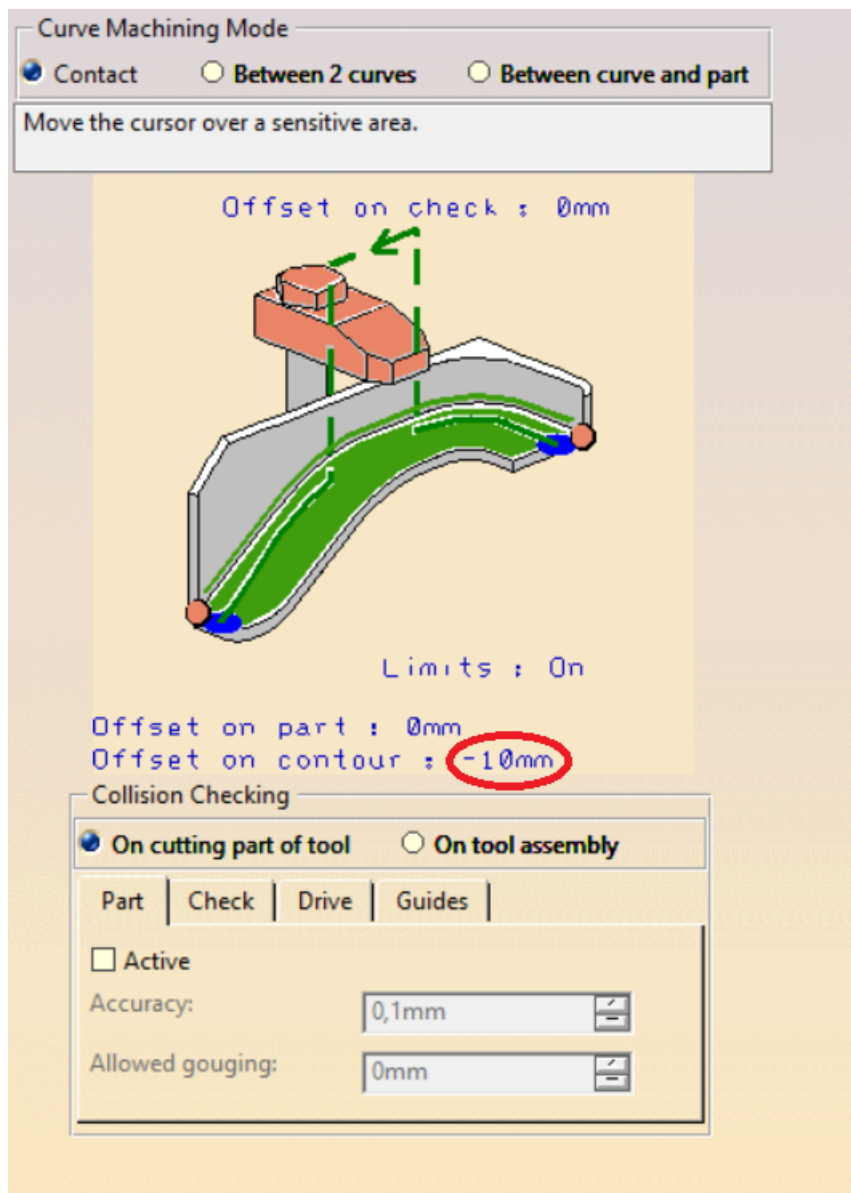 Curve Machining Mode
Contact Between 2 curves Between curve and part
Move the cursor over a sensitive area.
Offset on check : 0mm
Limits : On
Offset on part : 0mm
Offset on contour : -10mm
Collision Checking
On cutting part of tool On tool assembly
Part Check Drive Guides
Active
Accuracy: 0,1mm
Allowed gouging: 0mm